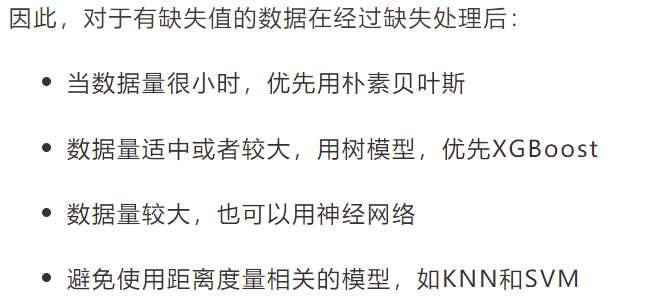 因此，对于有缺失值的数据在经过缺失处理后：
• 当数据量很小时，优先用朴素贝叶斯
• 数据量适中或者较大，用树模型，优先XGBoost
• 数据量较大，也可以用神经网络
• 避免使用距离度量相关的模型，如KNN和SVM